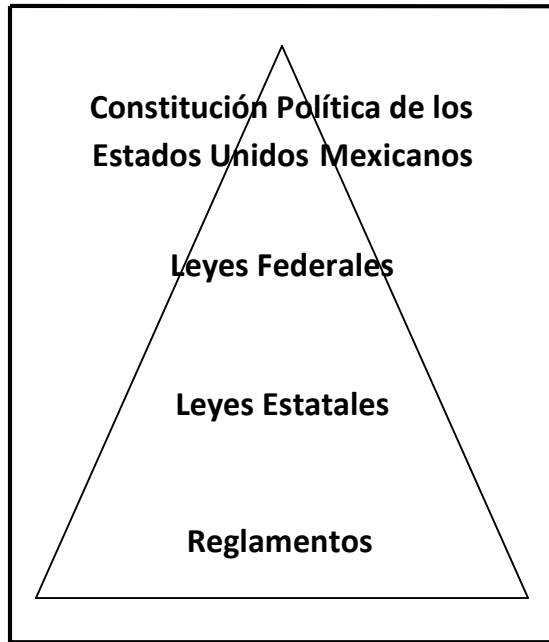 Constitución Política de los
Estados Unidos Mexicanos
Leyes Federales
Leyes Estatales
Reglamentos